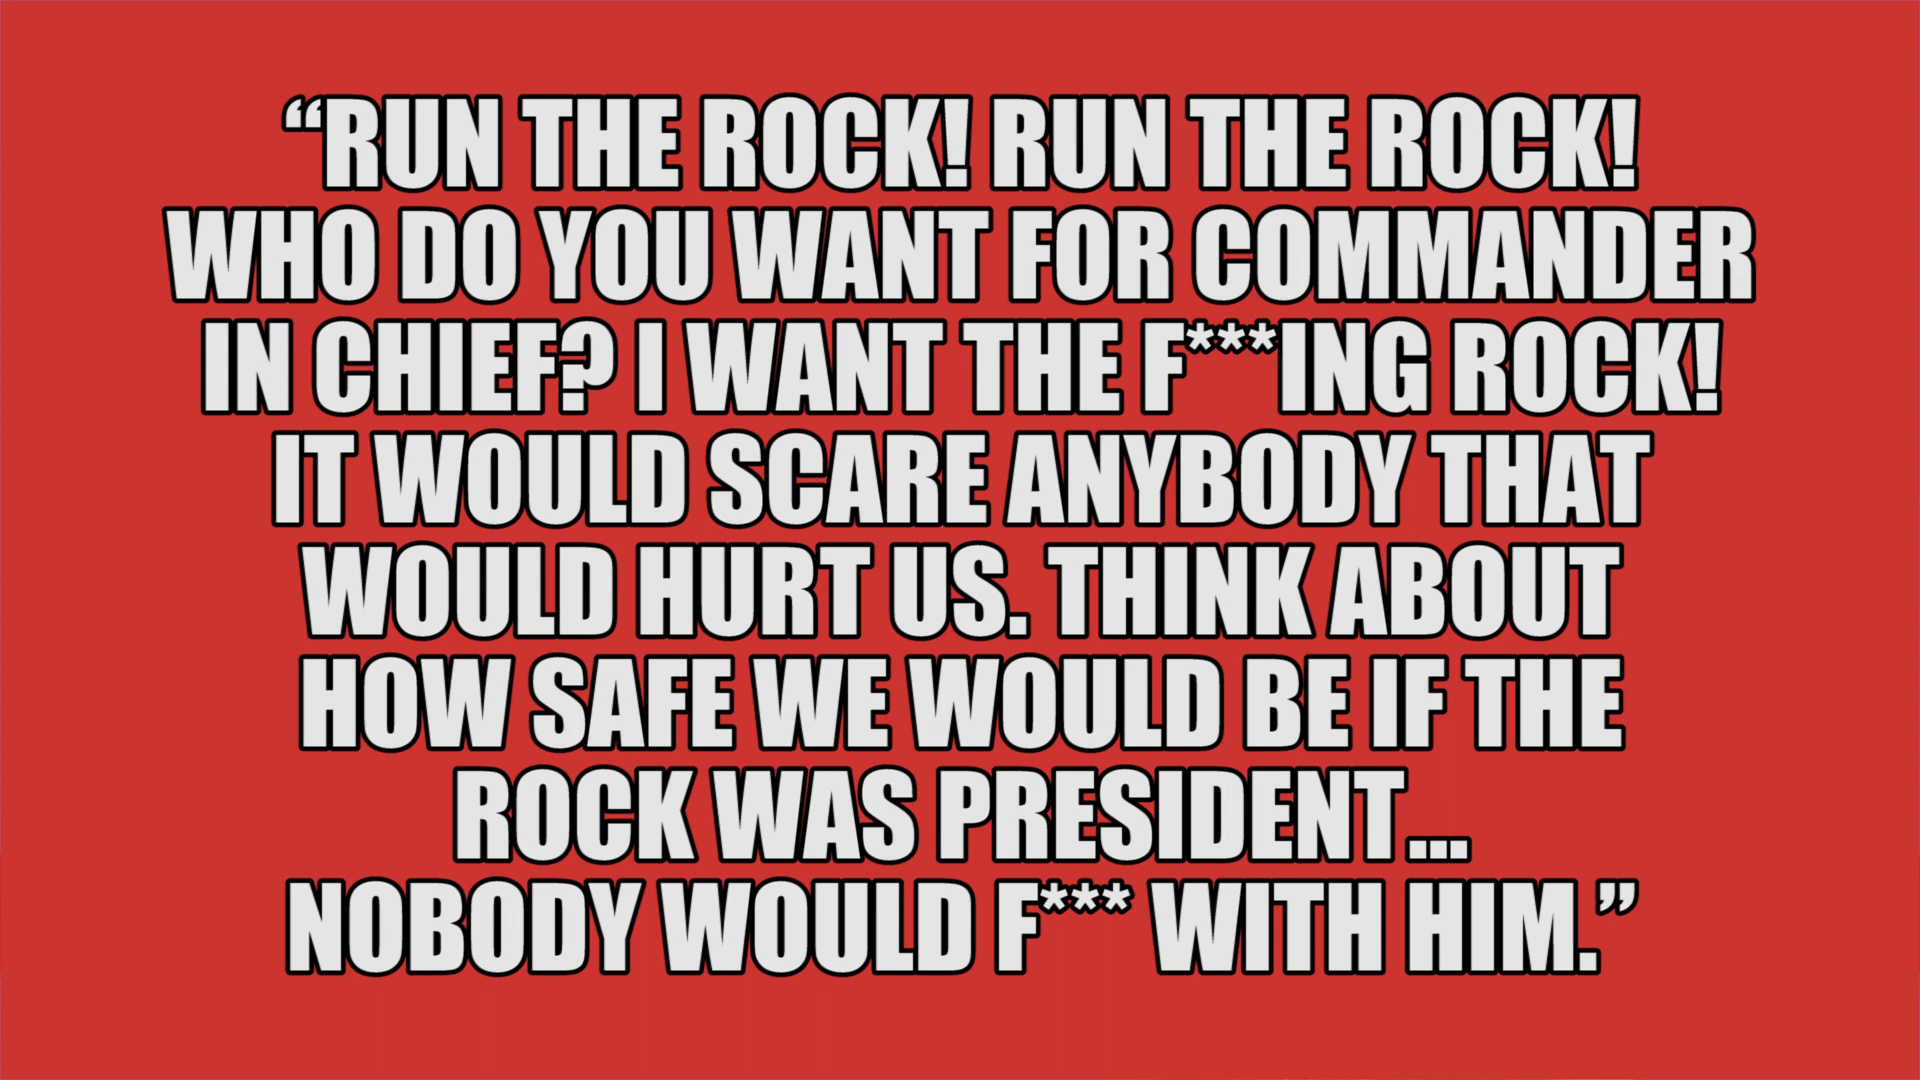 “RUN THE ROCK! RUN THE ROCK!
WHO DO YOU WANT FOR COMMANDER
IN CHIEF? I WANT THE F***ING ROCK!
IT WOULD SCARE ANYBODY THAT
WOULD HURT US. THINK ABOUT
HOW SAFE WE WOULD BE IF THE
ROCK WAS PRESIDENT...
NOBODY WOULD F*** WITH HIM.”